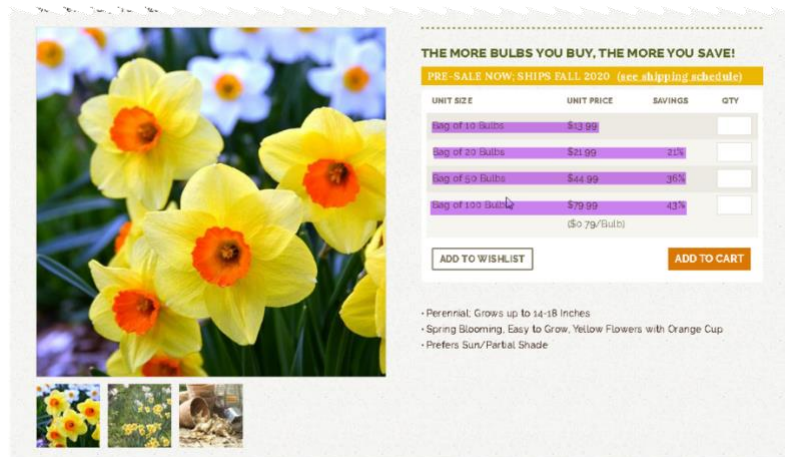 THE MORE BULBS YOU BUY, THE MORE YOU SAVE!
PRE-SALE NOW; SHIPS FALL 2020 (see shipping schedule)
UNIT SIZE UNIT PRICE SAVINGS QTY
Bag of 10 Bulbs $13.99
Bag of 20 Bulbs $21.99 21%
Bag of 50 Bulbs $44.99 36%
Bag of 100 Bulbs $79.99 43%
($0.79/Bulb)
ADD TO WISHLIST ADD TO CART
• Perennial; Grows up to 14-18 Inches
• Spring Blooming, Easy to Grow, Yellow Flowers with Orange Cup
• Prefers Sun/Partial Shade